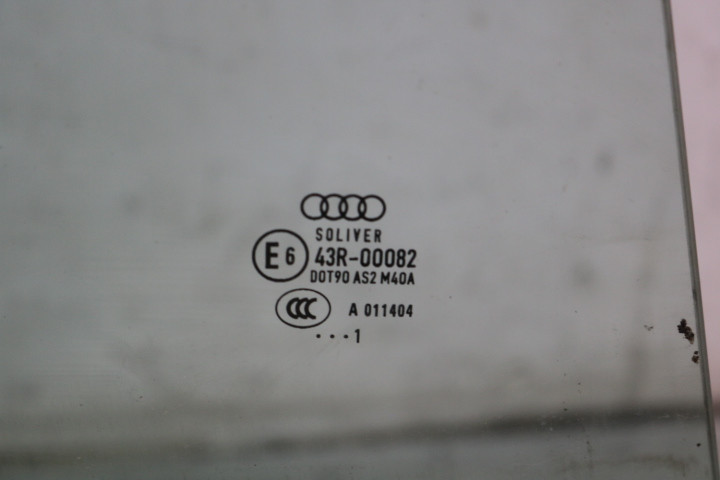 SOLIVER
E6 43R-00082
DOT90 AS2 M40A
CCC A 011404
...1